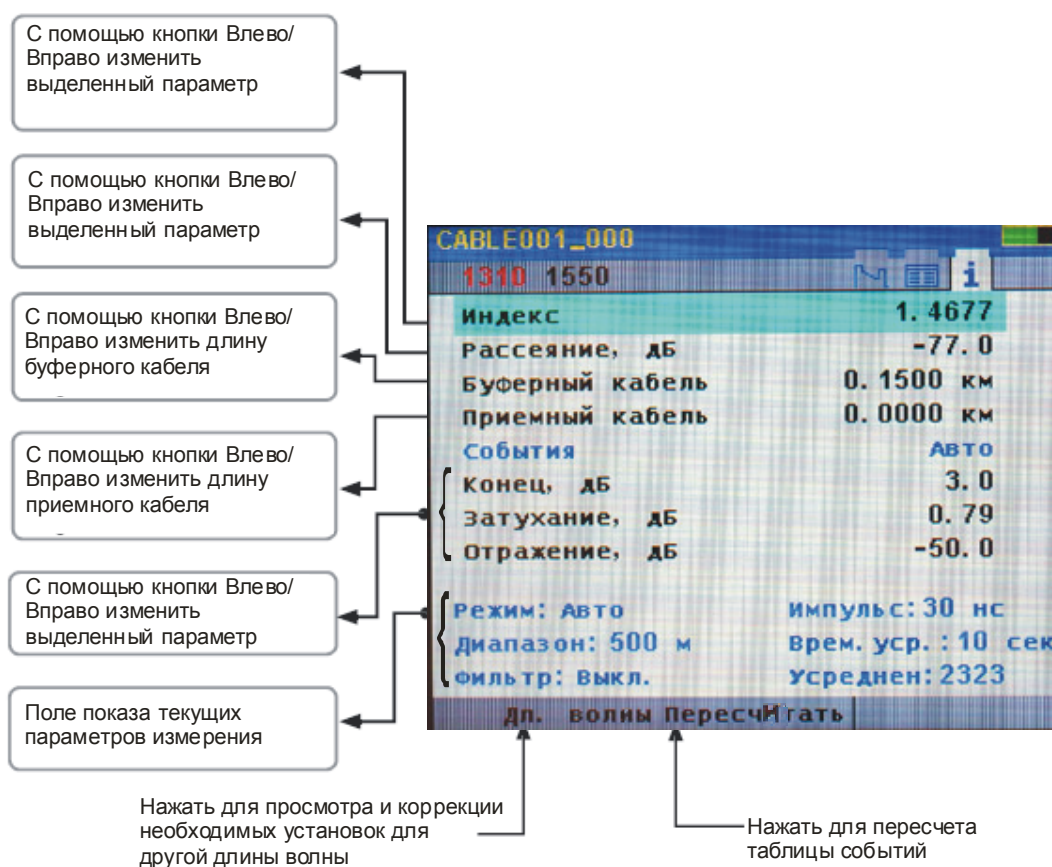 С помощью кнопки Влево/
Вправо изменить
выделенный параметр
С помощью кнопки Влево/
Вправо изменить
выделенный параметр
С помощью кнопки Влево/
Вправо изменить длину
буферного кабеля
С помощью кнопки Влево/
Вправо изменить длину
приемного кабеля
С помощью кнопки Влево/
Вправо изменить
выделенный параметр
Поле показа текущих
параметров измерения
CABLE001_000
1310 1550
i
Индекс 1.4677
Рассеяние, дБ -77.0
Буферный кабель 0.1500 км
Приемный кабель 0.0000 км
События Авто
Конец, дБ 3.0
Затухание, дБ 0.79
Отражение, дБ -50.0
Режим: Авто Импульс: 30 нс
Диапазон: 500 м Врем. уср.: 10 сек
Фильтр: Выкл. Усреднен: 2323
Дл. волны ПересчИтать
Нажать для просмотра и коррекции
необходимых установок для
другой длины волны
Нажать для пересчета
таблицы событий